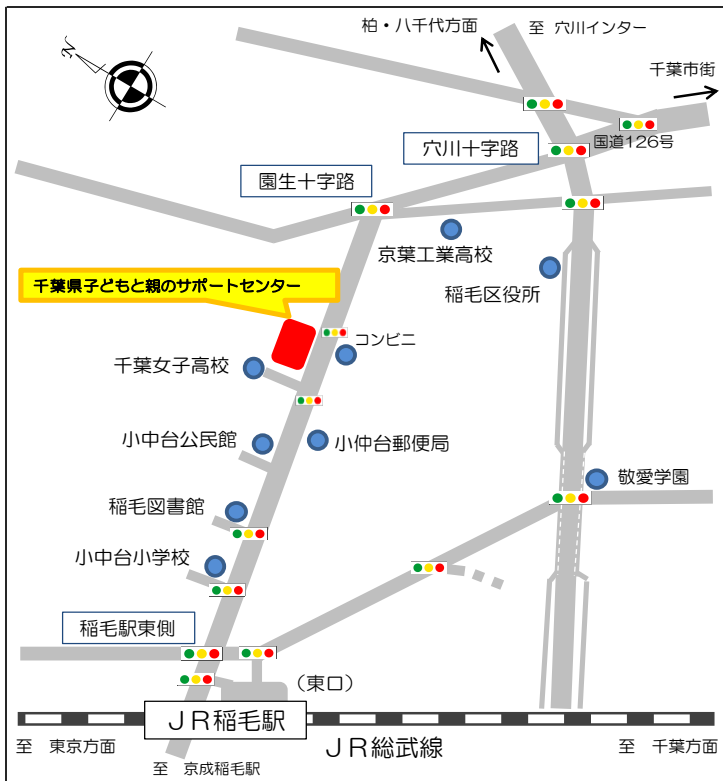 柏・八千代方面
至 穴川インター
千葉市街
N
国道126号
穴川十字路
園生十字路
京葉工業高校
千葉県子どもと親のサポートセンター
稲毛区役所
コンビニ
千葉女子高校
小中台公民館
小仲台郵便局
敬愛学園
稲毛図書館
小中台小学校
稲毛駅東側
（東口）
ＪＲ稲毛駅
至 東京方面
ＪＲ総武線
至 千葉方面
至 京成稲毛駅